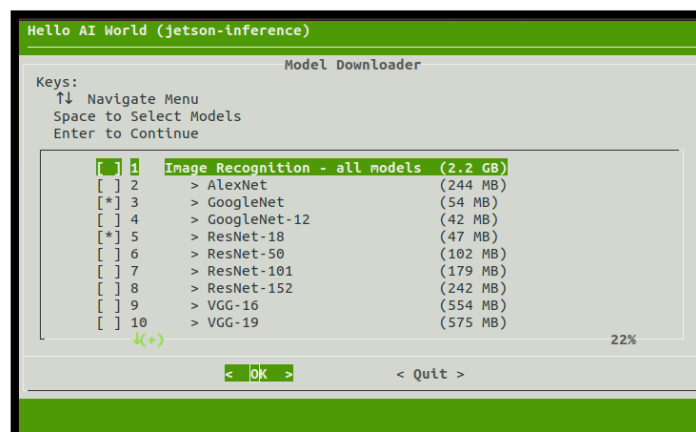 Hello AI World (jetson-inference)
Model Downloader
Keys:
↑↓ Navigate Menu
Space to Select Models
Enter to Continue
[ ] 1 Image Recognition - all models (2.2 GB)
[ ] 2 > AlexNet (244 MB)
[*] 3 > GoogleNet (54 MB)
[ ] 4 > GoogleNet-12 (42 MB)
[*] 5 > ResNet-18 (47 MB)
[ ] 6 > ResNet-50 (102 MB)
[ ] 7 > ResNet-101 (179 MB)
[ ] 8 > ResNet-152 (242 MB)
[ ] 9 > VGG-16 (554 MB)
[ ] 10 > VGG-19 (575 MB)
↓(+) 22%
< OK > < Quit >